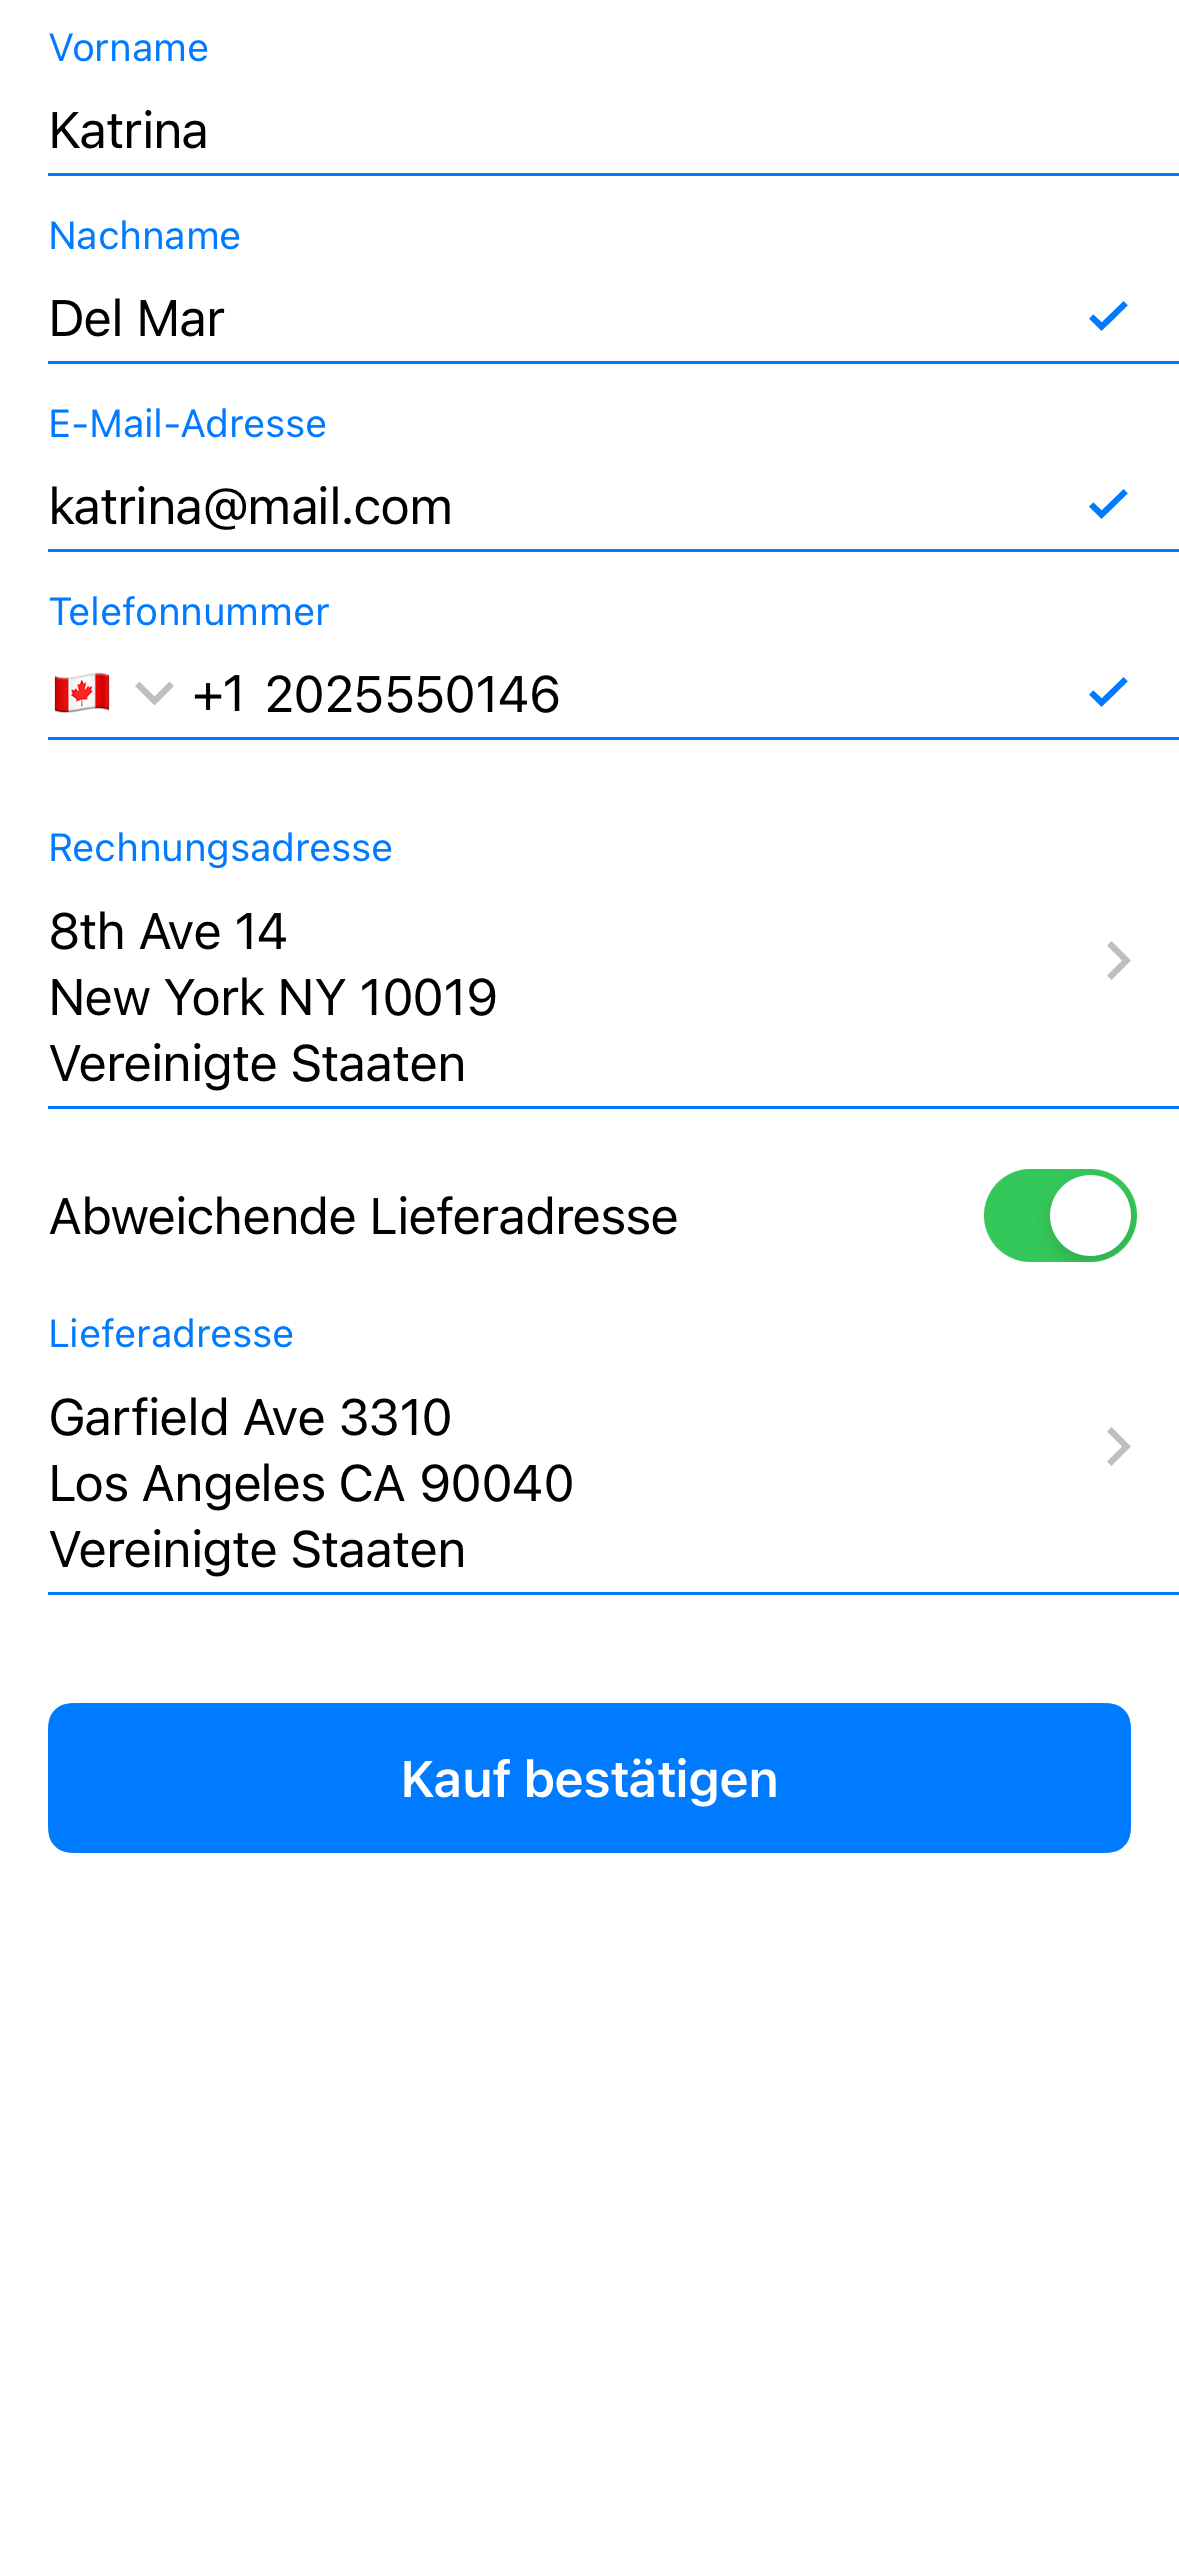 Vorname
Katrina
Nachname
Del Mar
E-Mail-Adresse
katrina@mail.com
Telefonnummer
+1 2025550146
Rechnungsadresse
8th Ave 14
New York NY 10019
Vereinigte Staaten
Abweichende Lieferadresse
Lieferadresse
Garfield Ave 3310
Los Angeles CA 90040
Vereinigte Staaten
Kauf bestätigen